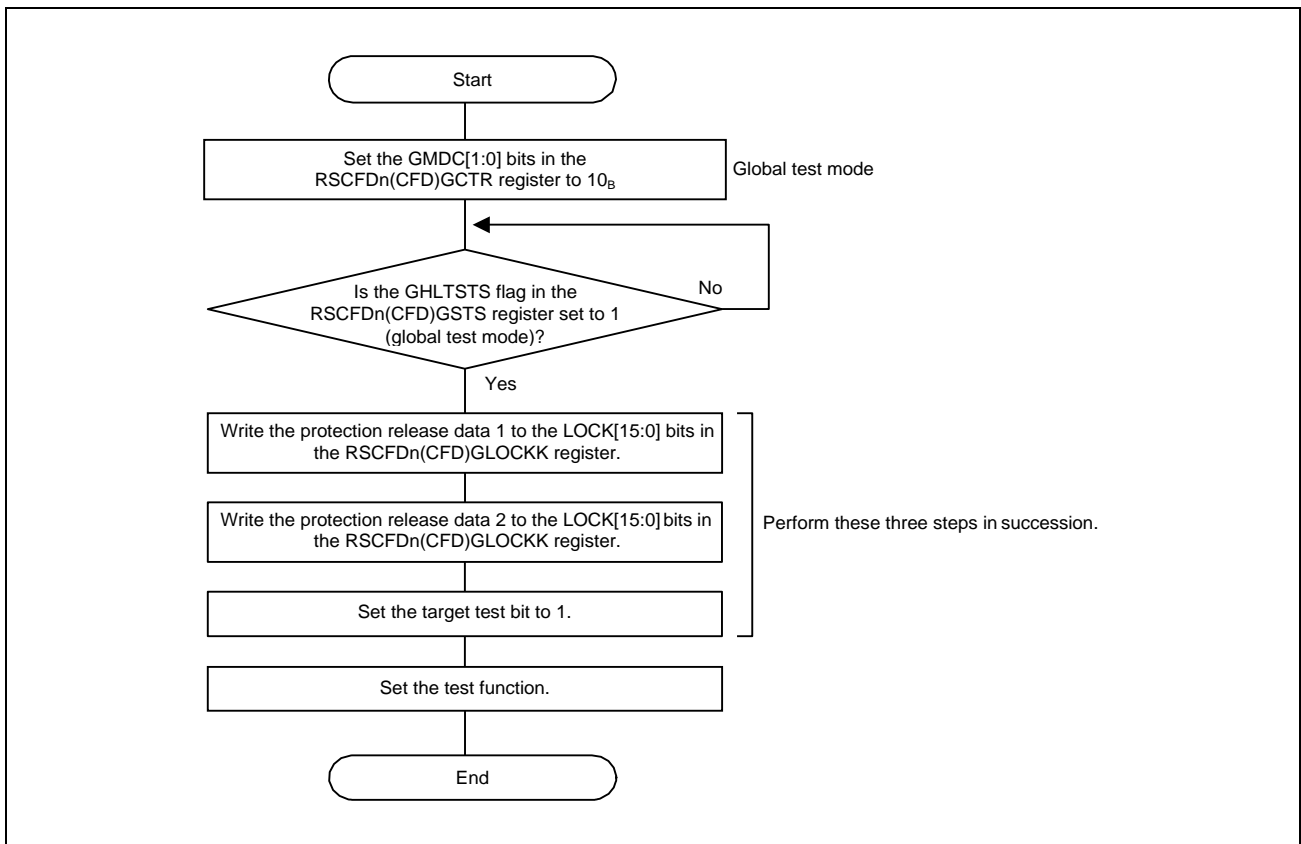 Start
Set the GMDC[1:0] bits in the
RSCFDn(CFD)GCTR register to 10B
Global test mode
Is the GHLTSTS flag in the
RSCFDn(CFD)GSTS register set to 1
(global test mode)?
No
Yes
Write the protection release data 1 to the LOCK[15:0] bits in
the RSCFDn(CFD)GLOCKK register.
Write the protection release data 2 to the LOCK[15:0] bits in
the RSCFDn(CFD)GLOCKK register.
Perform these three steps in succession.
Set the target test bit to 1.
Set the test function.
End